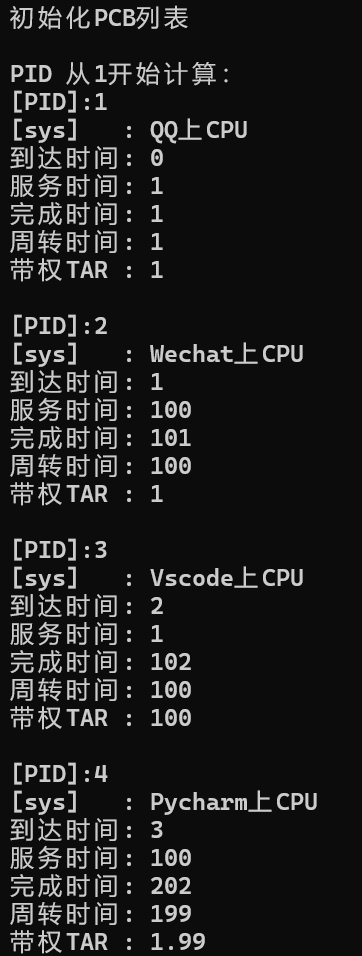 初始化PCB列表
PID 从1开始计算:
[PID]:1
[sys]   : QQ上CPU
到达时间: 0
服务时间: 1
完成时间: 1
周转时间: 1
带权TAR : 1
[PID]:2
[sys]   : Wechat上CPU
到达时间: 1
服务时间: 100
完成时间: 101
周转时间: 100
带权TAR : 1
[PID]:3
[sys]   : Vscode上CPU
到达时间: 2
服务时间: 1
完成时间: 102
周转时间: 100
带权TAR : 100
[PID]:4
[sys]   : Pycharm上CPU
到达时间: 3
服务时间: 100
完成时间: 202
周转时间: 199
带权TAR : 1.99